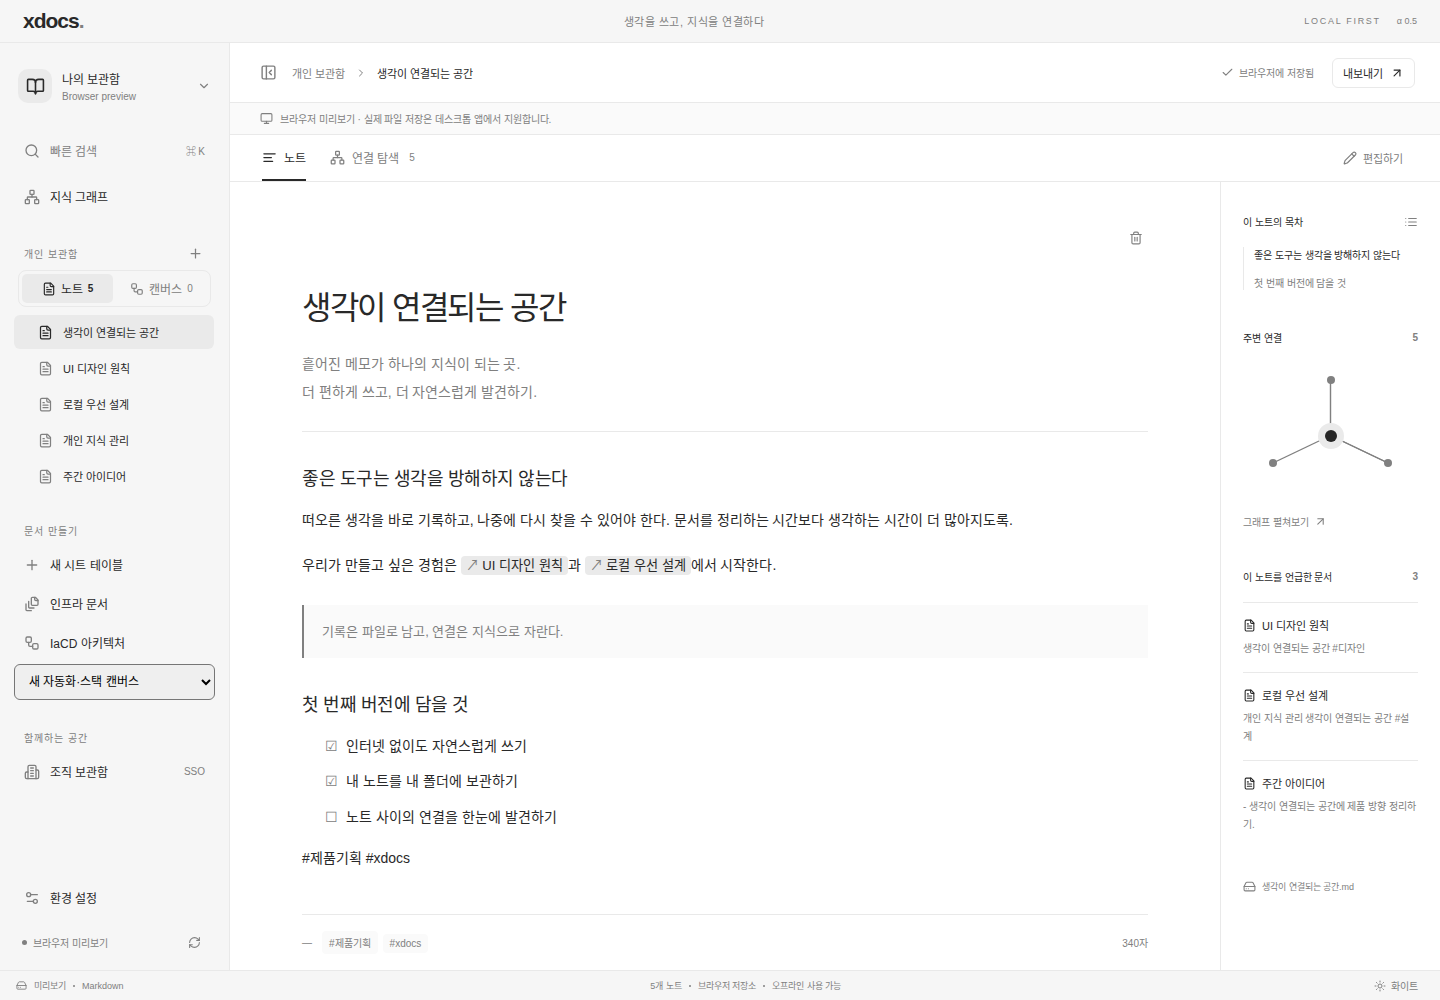 xdocs.
생각을 쓰고, 지식을 연결하다
LOCAL FIRST
α 0.5
나의 보관함
Browser preview
빠른 검색
⌘K
지식 그래프
개인 보관함
노트 5
캔버스 0
생각이 연결되는 공간
UI 디자인 원칙
로컬 우선 설계
개인 지식 관리
주간 아이디어
문서 만들기
새 시트 테이블
인프라 문서
IaCD 아키텍처
새 자동화·스택 캔버스
함께하는 공간
조직 보관함
SSO
환경 설정
브라우저 미리보기
개인 보관함
생각이 연결되는 공간
브라우저에 저장됨
내보내기
브라우저 미리보기 · 실제 파일 저장은 데스크톱 앱에서 지원합니다.
노트
연결 탐색 5
편집하기
생각이 연결되는 공간
흩어진 메모가 하나의 지식이 되는 곳.
더 편하게 쓰고, 더 자연스럽게 발견하기.
좋은 도구는 생각을 방해하지 않는다
떠오른 생각을 바로 기록하고, 나중에 다시 찾을 수 있어야 한다. 문서를 정리하는 시간보다 생각하는 시간이 더 많아지도록.
우리가 만들고 싶은 경험은 ↗ UI 디자인 원칙과 ↗ 로컬 우선 설계에서 시작한다.
기록은 파일로 남고, 연결은 지식으로 자란다.
첫 번째 버전에 담을 것
☑ 인터넷 없이도 자연스럽게 쓰기
☑ 내 노트를 내 폴더에 보관하기
☐ 노트 사이의 연결을 한눈에 발견하기
#제품기획 #xdocs
— #제품기획 #xdocs
340자
이 노트의 목차
좋은 도구는 생각을 방해하지 않는다
첫 번째 버전에 담을 것
주변 연결
5
그래프 펼쳐보기
이 노트를 언급한 문서
3
UI 디자인 원칙
생각이 연결되는 공간 #디자인
로컬 우선 설계
개인 지식 관리 생각이 연결되는 공간 #설
계
주간 아이디어
- 생각이 연결되는 공간에 제품 방향 정리하
기.
생각이 연결되는 공간.md
미리보기 · Markdown
5개 노트 · 브라우저 저장소 · 오프라인 사용 가능
화이트